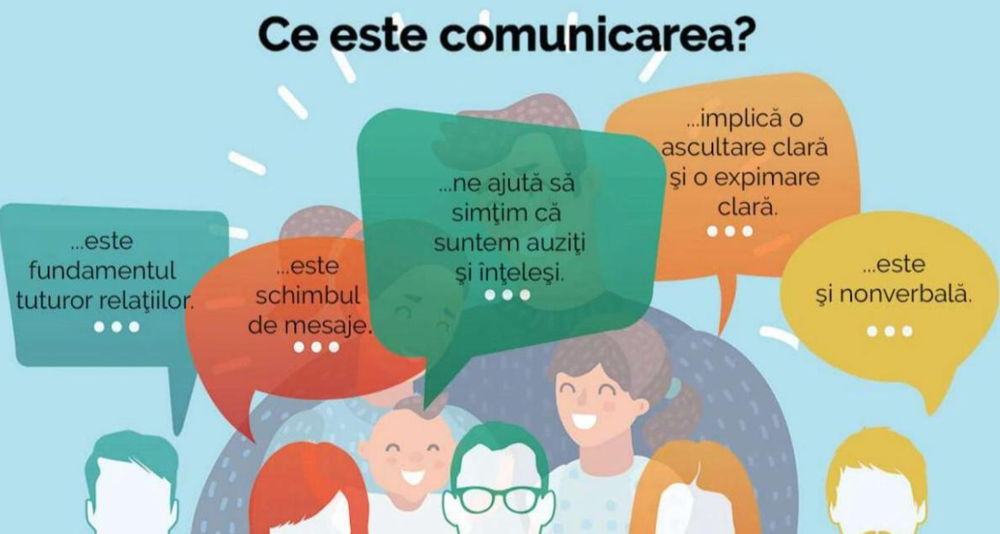 Ce este comunicarea?
...este
fundamentul
tuturor relaţiilor.
...este
schimbul
de mesaje.
...ne ajută să
simţim că
suntem auziţi
şi înţeleşi.
...implică o
ascultare clară
şi o expimare
clară.
...este
şi nonverbală.